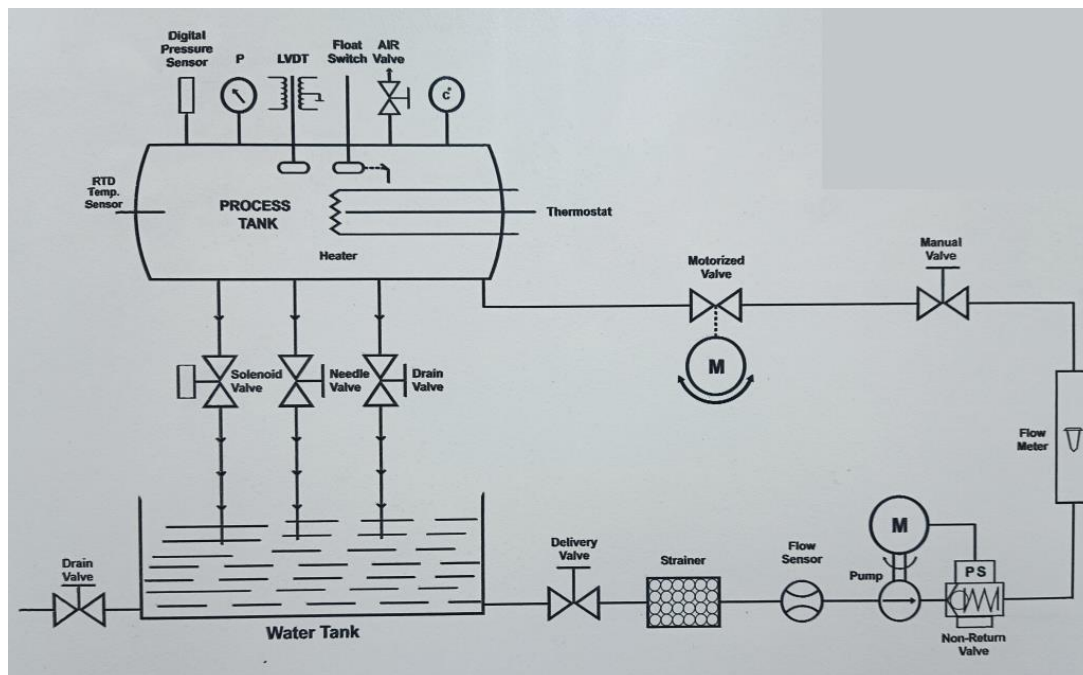 Digital
Pressure
Sensor
P
LVDT
Float
Switch
AIR
Valve
C°
RTD
Temp.
Sensor
PROCESS
TANK
Thermostat
Heater
Motorized
Valve
Manual
Valve
M
Solenoid
Valve
Needle
Valve
Drain
Valve
Flow
Meter
Drain
Valve
Water Tank
Delivery
Valve
Strainer
Flow
Sensor
M
Pump
PS
Non-Return
Valve